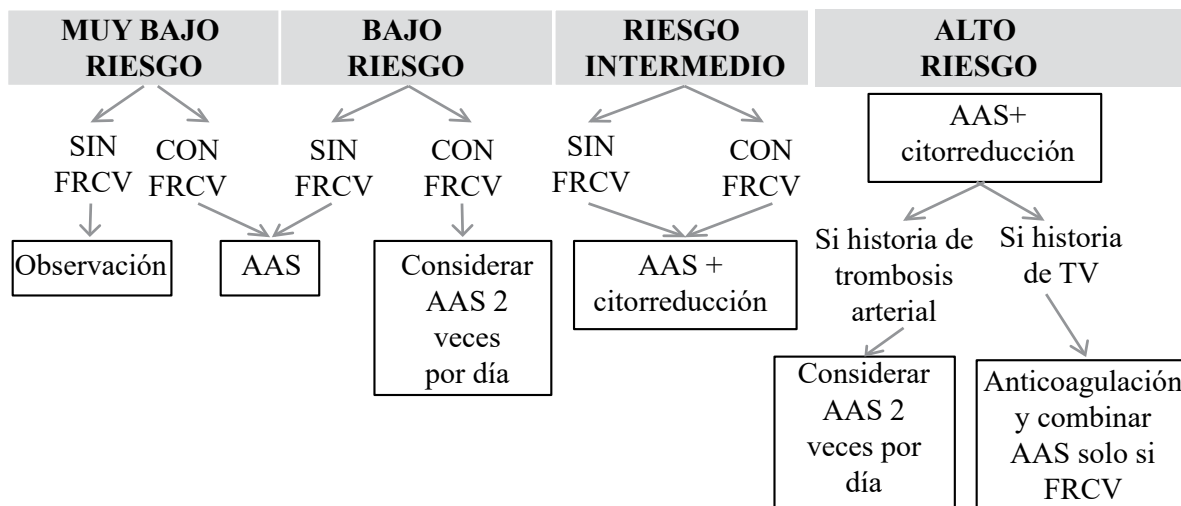 MUY BAJO
RIESGO
BAJO
RIESGO
RIESGO
INTERMEDIO
ALTO
RIESGO
SIN
FRCV
CON
FRCV
SIN
FRCV
CON
FRCV
SIN
FRCV
CON
FRCV
AAS+
citorreducción
Observación
AAS
Considerar
AAS 2
veces
por día
AAS +
citorreducción
Si historia de
trombosis
arterial
Si historia
de TV
Considerar
AAS 2
veces por
día
Anticoagulación
y combinar
AAS solo si
FRCV